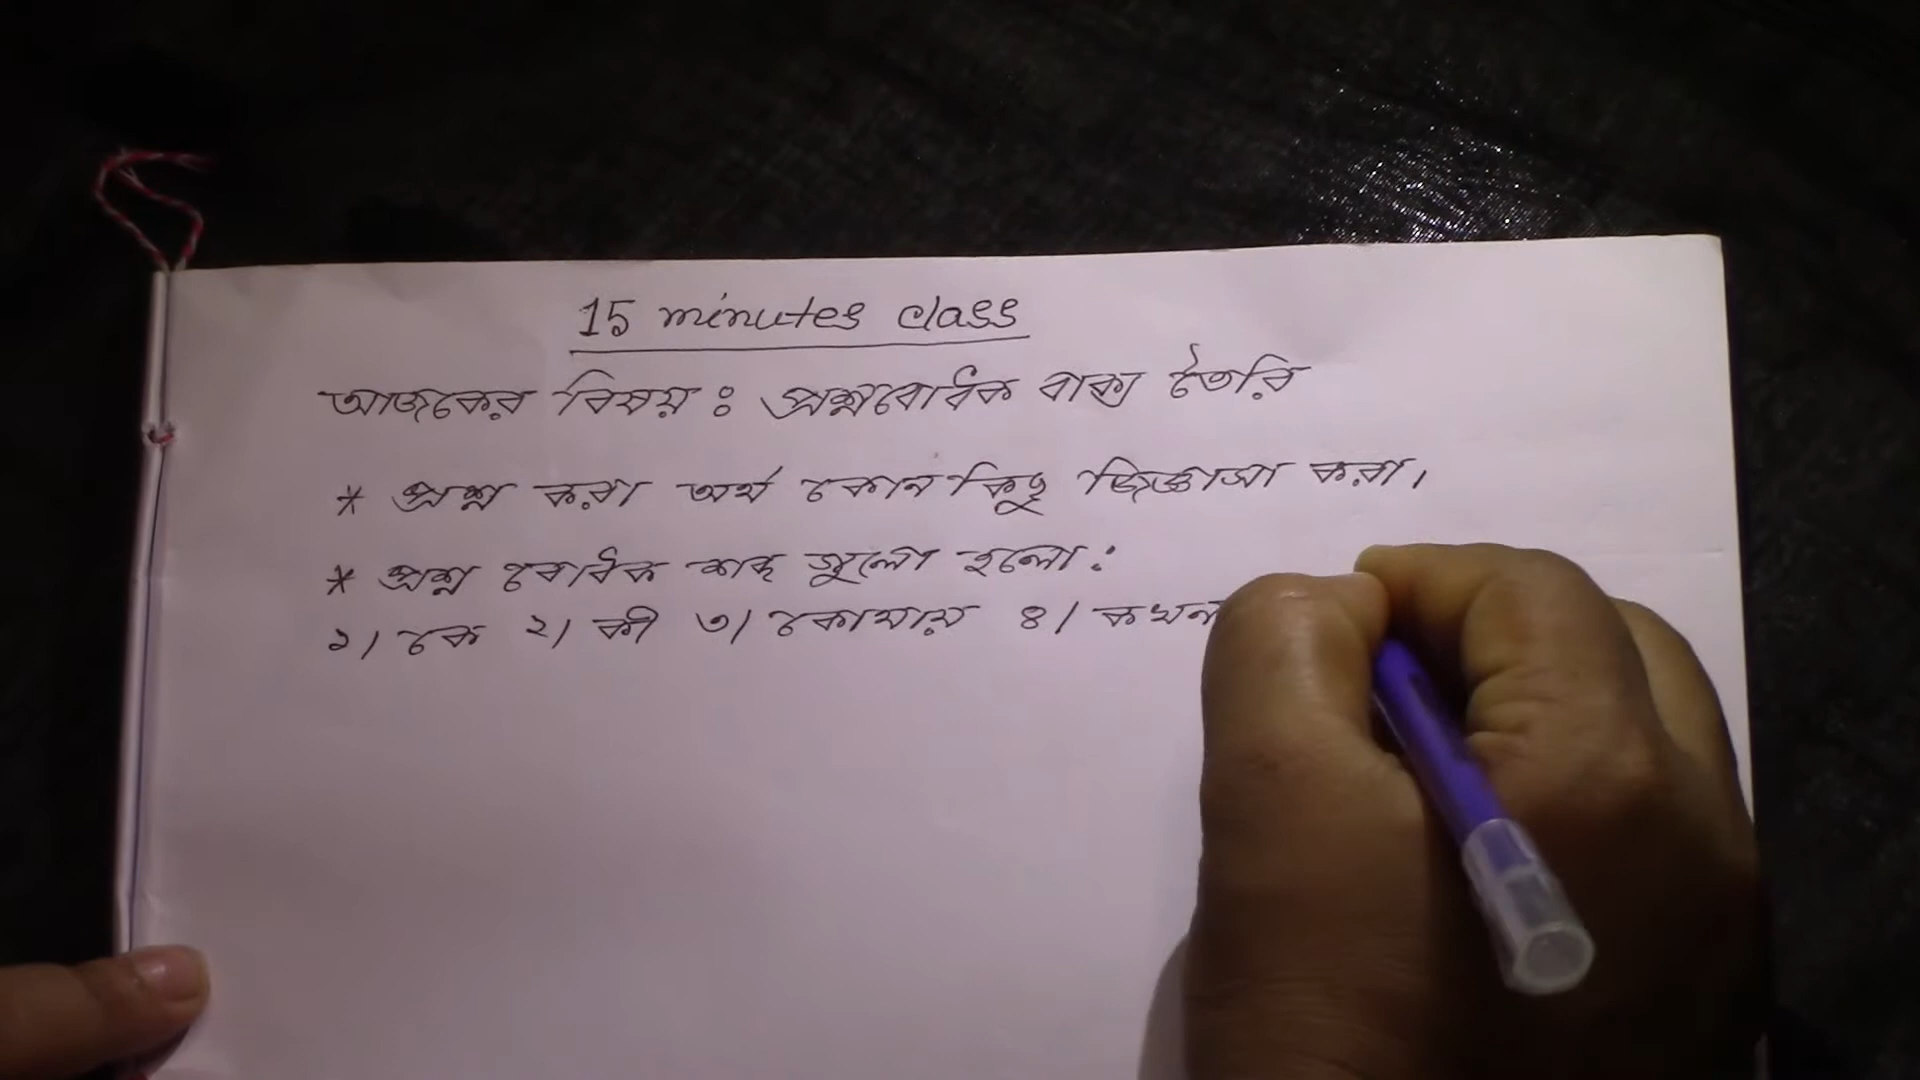 15 minutes class
আজকের বিষয় : প্রশ্নবোধক বাক্য তৈরি
* প্রশ্ন করা অর্থ কোন কিছু জিজ্ঞাসা করা।
* প্রশ্ন বোধক শব্দ গুলো হলো :
১) কে ২) কী ৩) কোথায় ৪) কখন